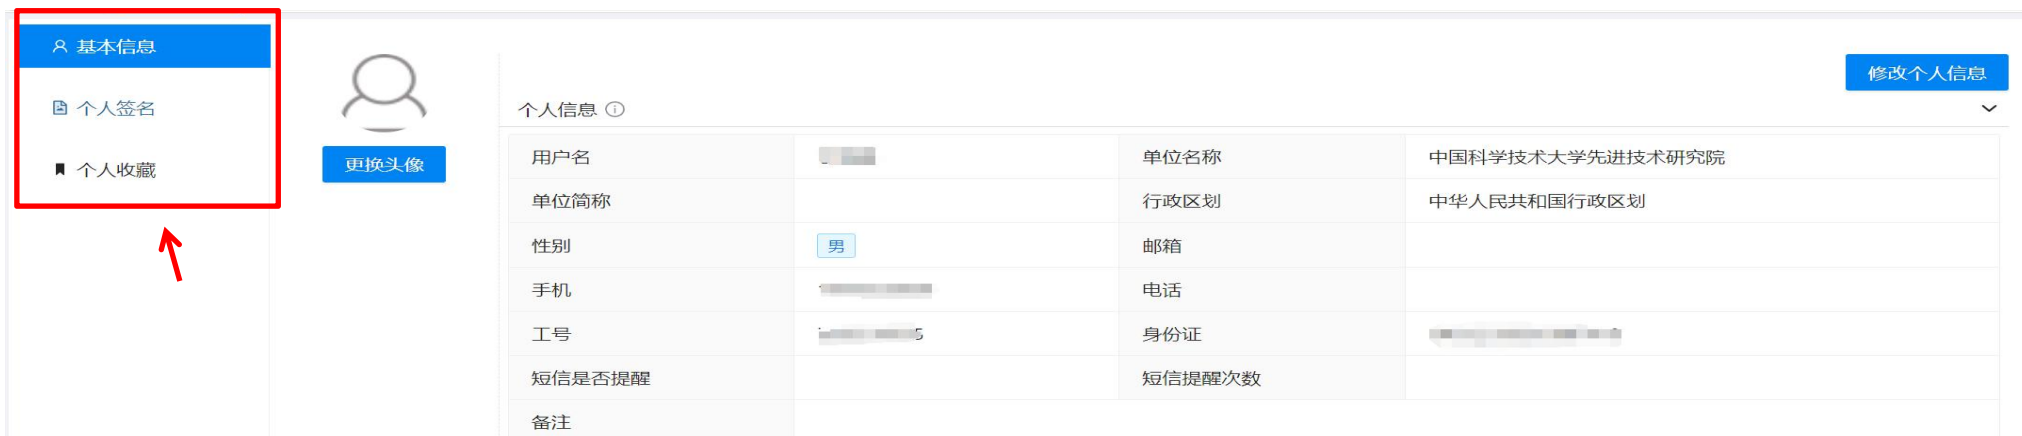 基本信息
个人签名
个人收藏
更换头像
修改个人信息
个人信息
用户名 单位名称 中国科学技术大学先进技术研究院
单位简称 行政区划 中华人民共和国行政区划
性别 男 邮箱
手机 电话
工号 5 身份证
短信是否提醒 短信提醒次数
备注